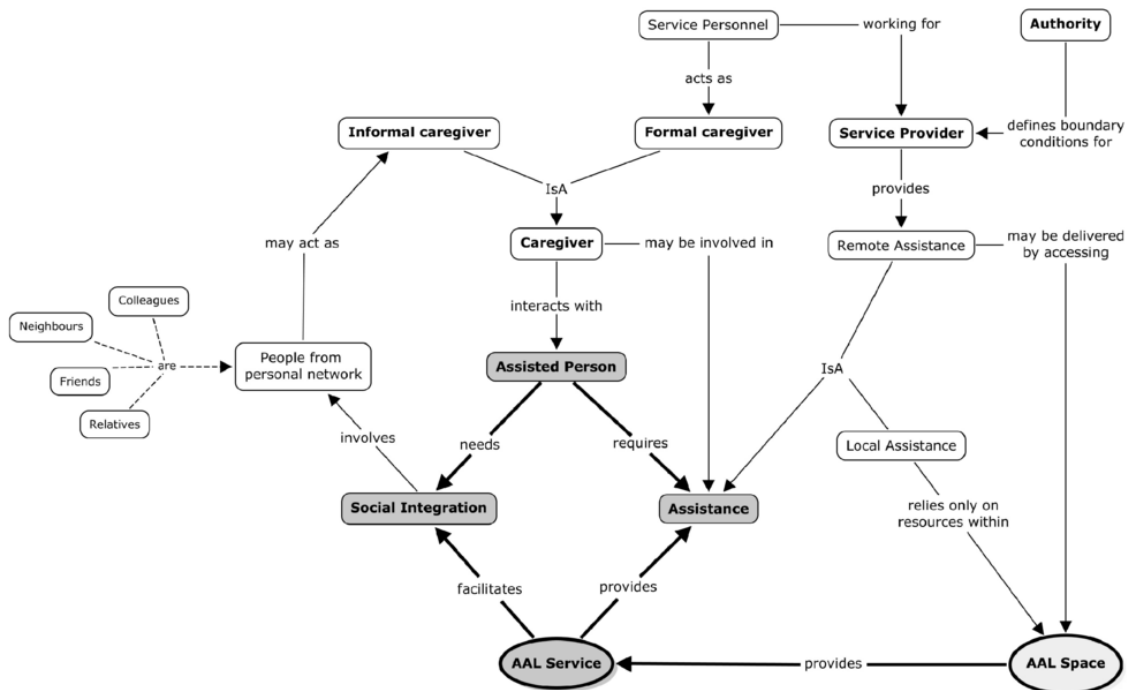 Service Personnel
working for
Authority
acts as
Informal caregiver
Formal caregiver
Service Provider
defines boundary
conditions for
IsA
provides
may act as
Caregiver
may be involved in
Remote Assistance
may be delivered
by accessing
Colleagues
interacts with
Neighbours
are
People from
personal network
Assisted Person
Friends
IsA
Relatives
involves
needs
requires
Local Assistance
Social Integration
Assistance
relies only on
resources within
facilitates
provides
AAL Service
provides
AAL Space